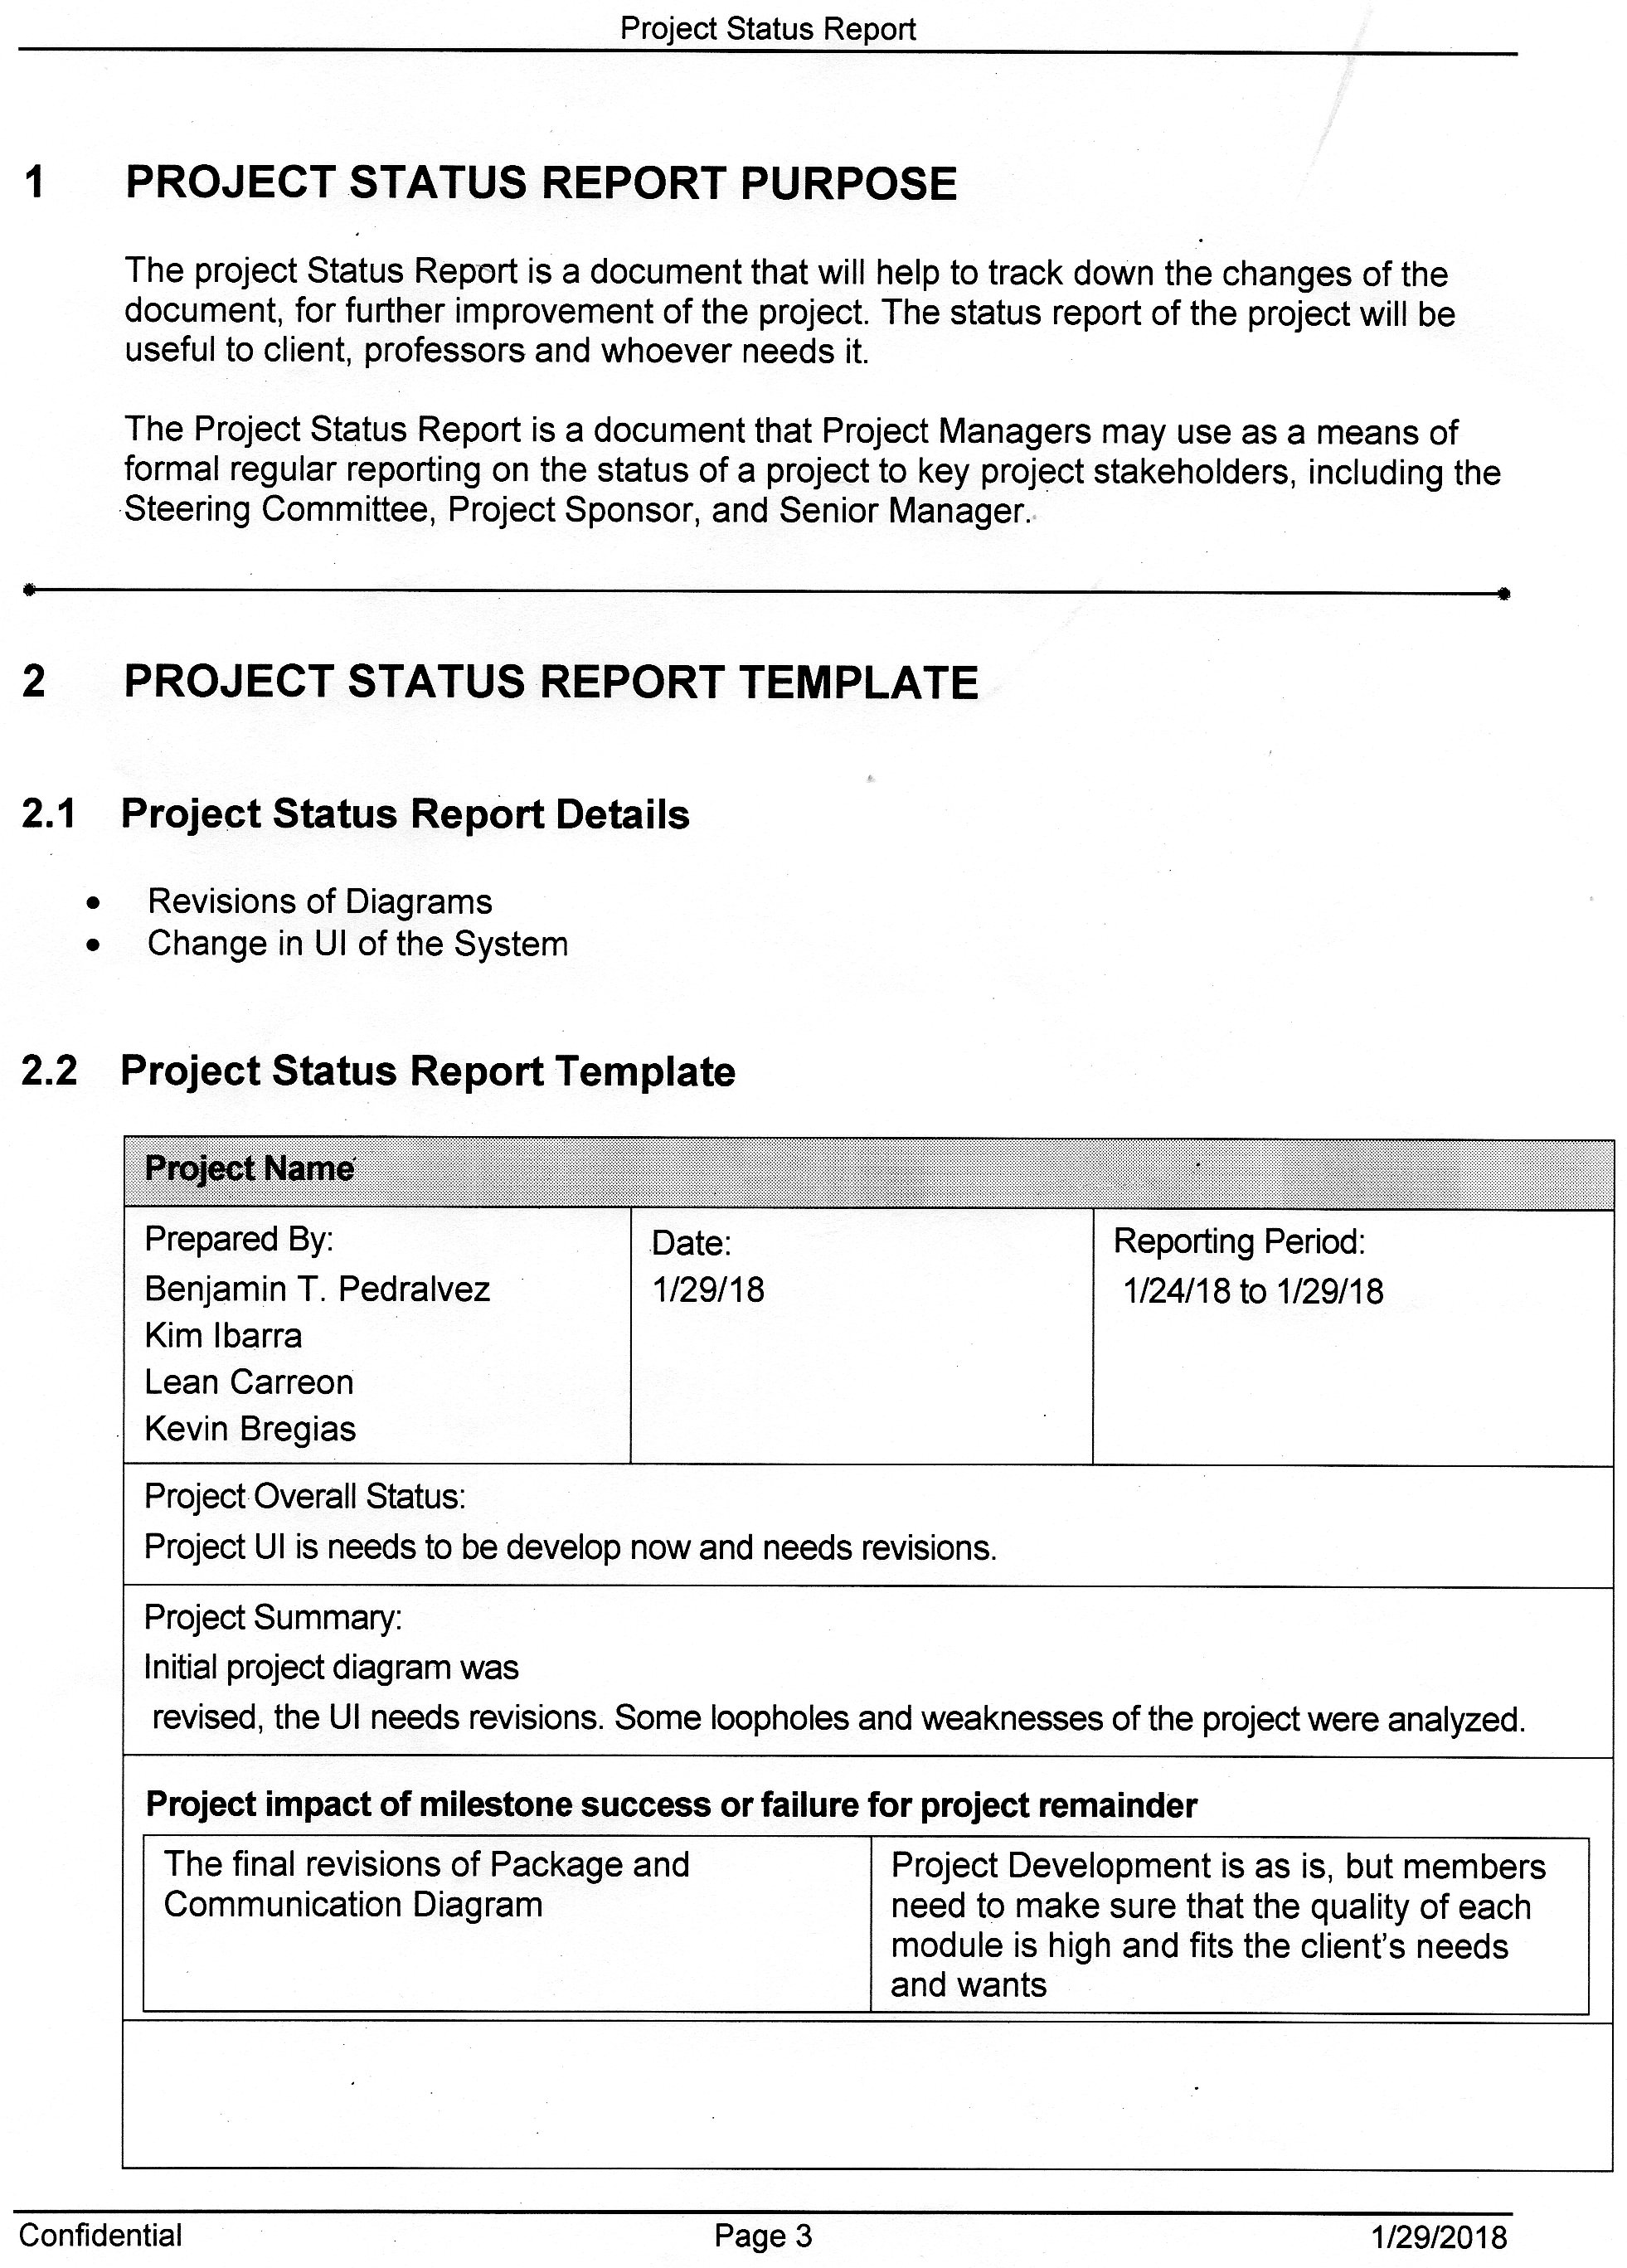 Project Status Report
1 PROJECT STATUS REPORT PURPOSE
The project Status Report is a document that will help to track down the changes of the
document, for further improvement of the project. The status report of the project will be
useful to client, professors and whoever needs it.
The Project Status Report is a document that Project Managers may use as a means of
formal regular reporting on the status of a project to key project stakeholders, including the
Steering Committee, Project Sponsor, and Senior Manager.
2 PROJECT STATUS REPORT TEMPLATE
2.1 Project Status Report Details
• Revisions of Diagrams
• Change in UI of the System
2.2 Project Status Report Template
Project Name
Prepared By:
Benjamin T. Pedralvez
Kim Ibarra
Lean Carreon
Kevin Bregias
Date:
1/29/18
Reporting Period:
1/24/18 to 1/29/18
Project Overall Status:
Project UI is needs to be develop now and needs revisions.
Project Summary:
Initial project diagram was
revised, the UI needs revisions. Some loopholes and weaknesses of the project were analyzed.
Project impact of milestone success or failure for project remainder
The final revisions of Package and
Communication Diagram
Project Development is as is, but members
need to make sure that the quality of each
module is high and fits the client's needs
and wants
Confidential Page 3 1/29/2018